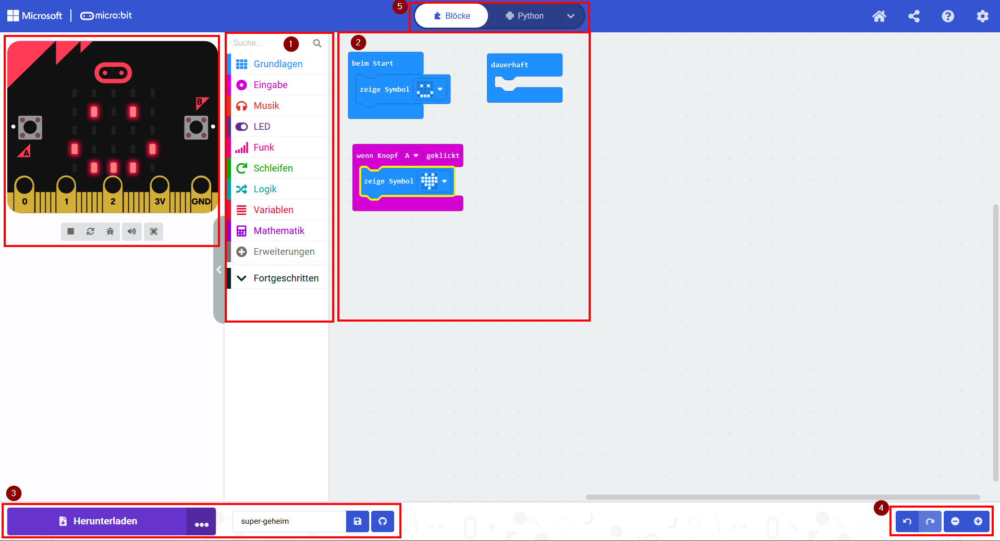 Microsoft
micro:bit
5
Blöcke
Python
B
A
0
1
2
3V
GND
Suche...
1
Grundlagen
Eingabe
Musik
LED
Funk
Schleifen
Logik
Variablen
Mathematik
Erweiterungen
Fortgeschritten
2
beim Start
zeige Symbol
dauerhaft
wenn Knopf A geklickt
zeige Symbol
3
Herunterladen
super-geheim
4